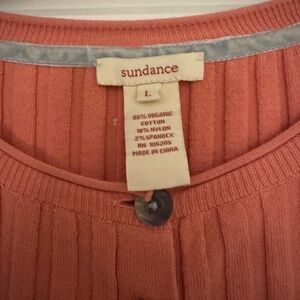 sundance
L
80% ORGANIC
COTTON
18% NYLON
2% SPANDEX
RN 106205
MADE IN CHINA